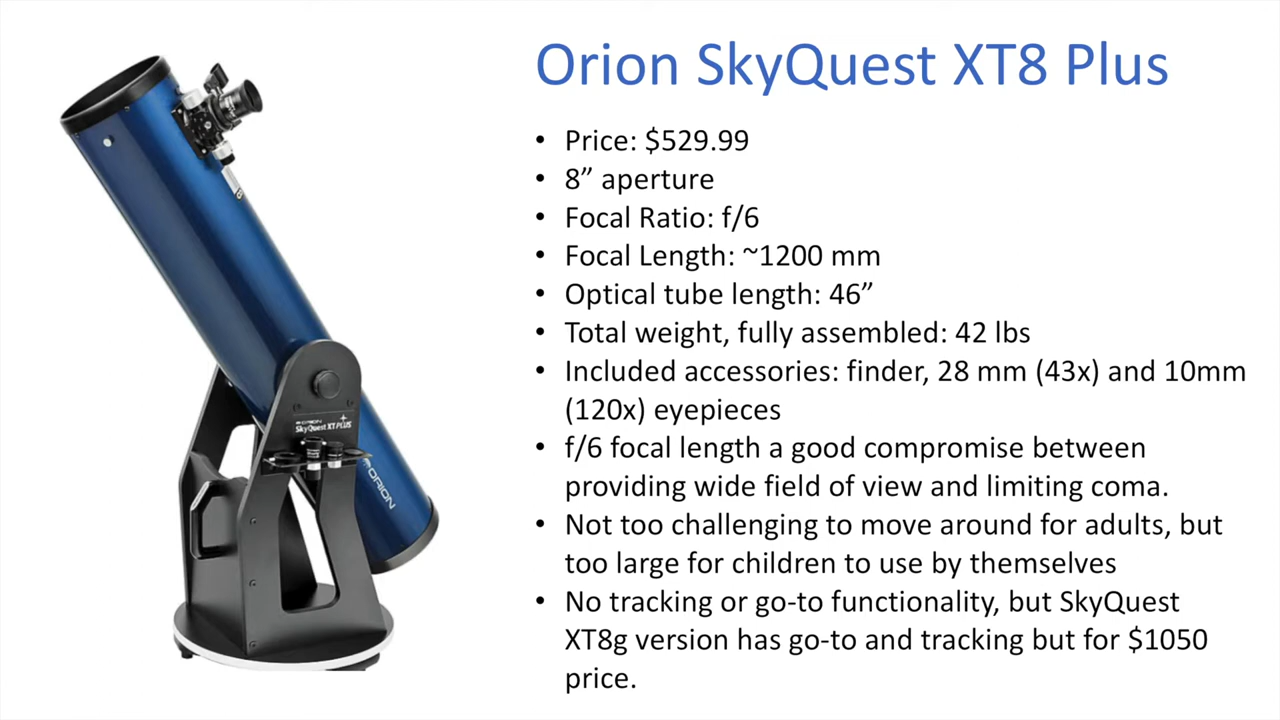 Orion SkyQuest XT8 Plus
• Price: $529.99
• 8” aperture
• Focal Ratio: f/6
• Focal Length: ~1200 mm
• Optical tube length: 46”
• Total weight, fully assembled: 42 lbs
• Included accessories: finder, 28 mm (43x) and 10mm
(120x) eyepieces
• f/6 focal length a good compromise between
providing wide field of view and limiting coma.
• Not too challenging to move around for adults, but
too large for children to use by themselves
• No tracking or go-to functionality, but SkyQuest
XT8g version has go-to and tracking but for $1050
price.
ORION
SkyQuest XT PLUS
ORION